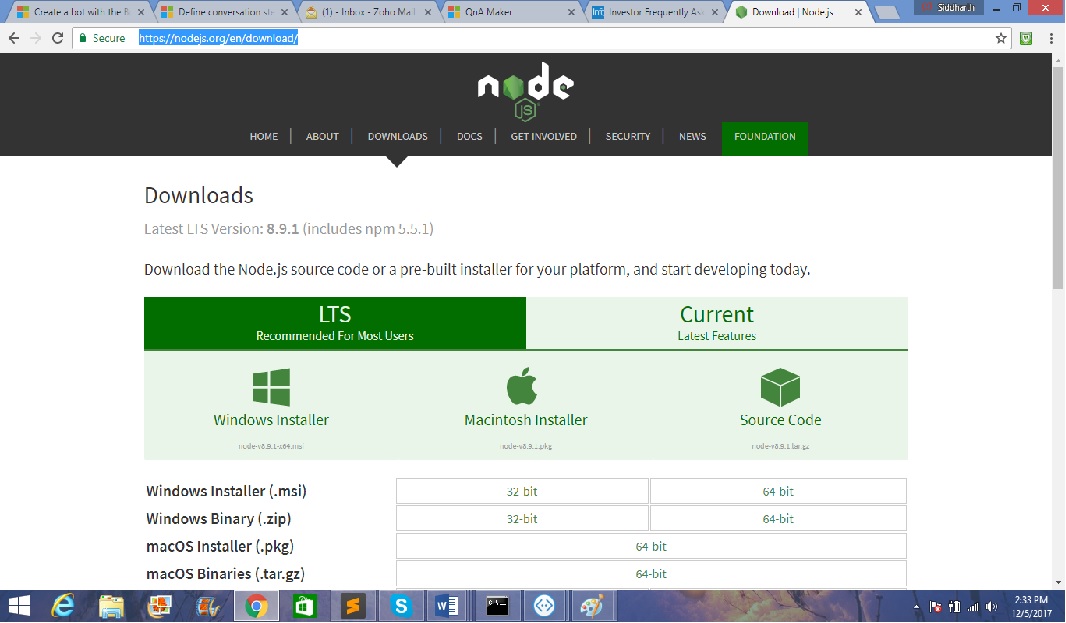 Create a bot with the B
Define conversation ste
(1) - Inbox - Zoho Mail
QnA Maker
Investor Frequently As
Download | Node.js
Siddharth
Secure
https://nodejs.org/en/download/
node
JS
HOME
ABOUT
DOWNLOADS
DOCS
GET INVOLVED
SECURITY
NEWS
FOUNDATION
Downloads
Latest LTS Version: 8.9.1 (includes npm 5.5.1)
Download the Node.js source code or a pre-built installer for your platform, and start developing today.
LTS
Recommended For Most Users
Current
Latest Features
Windows Installer
node-v8.9.1-x64.msi
Macintosh Installer
node-v8.9.1.pkg
Source Code
node-v8.9.1.tar.gz
Windows Installer (.msi) 32-bit 64-bit
Windows Binary (.zip) 32-bit 64-bit
macOS Installer (.pkg) 64-bit
macOS Binaries (.tar.gz) 64-bit
2:33 PM
12/5/2017